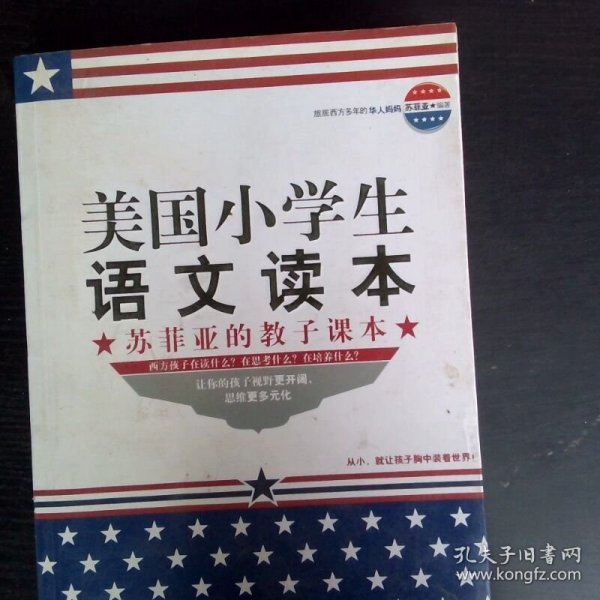 旅居西方多年的华人妈妈 苏菲亚★编著
美国小学生
语文读本
★苏菲亚的教子课本★
西方孩子在读什么？在思考什么？在培养什么？
让你的孩子视野更开阔、
思维更多元化
从小，就让孩子胸中装着世界！
孔夫子旧书网
www.kongfz.com